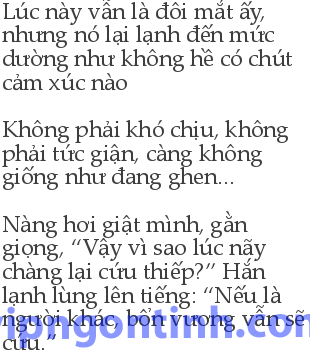 Lúc này vẫn là đôi mắt ấy,
nhưng nó lại lạnh đến mức
dường như không hề có chút
cảm xúc nào
Không phải khó chịu, không
phải tức giận, càng không
giống như đang ghen...
Nàng hơi giật mình, gằn
giọng, “Vậy vì sao lúc nãy
chàng lại cứu thiếp?” Hắn
lạnh lùng lên tiếng: “Nếu là
người khác, bổn vương vẫn sẽ
cứu.”
vipngontinh.com